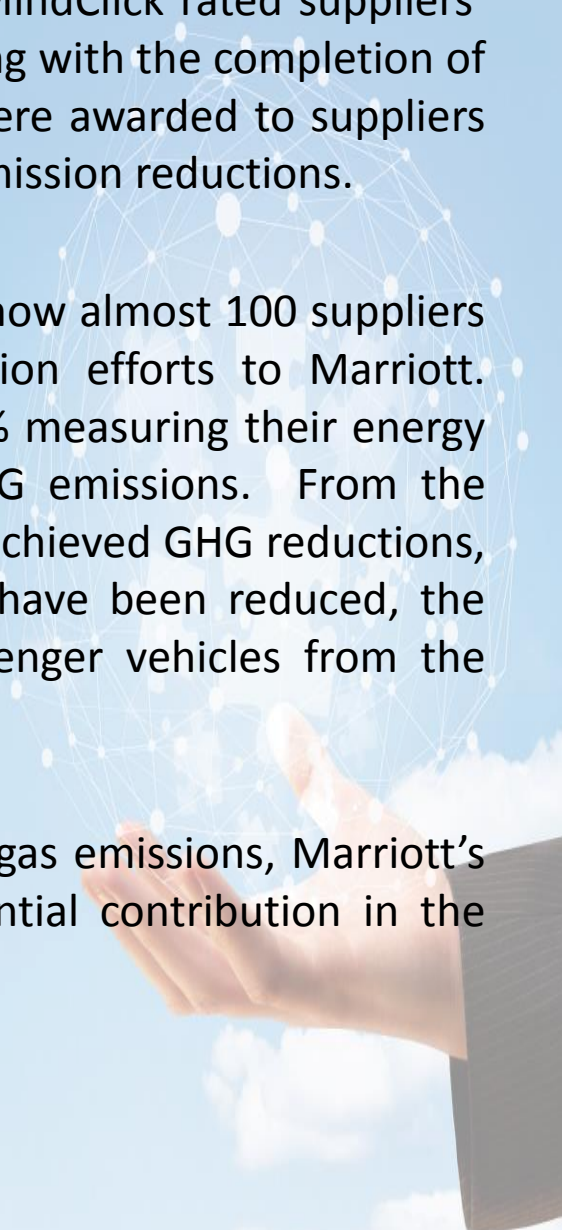 MindClick rated suppliers'
ng with the completion of
ere awarded to suppliers
nission reductions.
now almost 100 suppliers
ion efforts to Marriott.
% measuring their energy
G emissions. From the
chieved GHG reductions,
have been reduced, the
enger vehicles from the
gas emissions, Marriott’s
ntial contribution in the